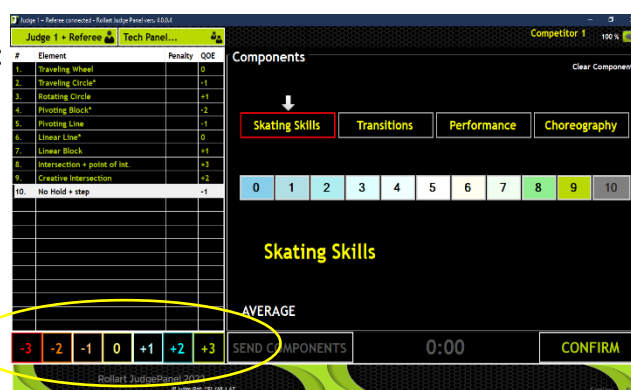 Judge 1 - Referee connected - Rollart Judge Panel vers. 4.0.0.4
Judge 1 + Referee Tech Panel... Competitor 1 100 %
# Element Penalty QOE Components
Clear Componen
1. Traveling Wheel 0
2. Traveling Circle* -1
3. Rotating Circle +1
4. Pivoting Block* -2
5. Pivoting Line -1
6. Linear Line* 0
7. Linear Block +1
8. Intersection + point of int. +3
9. Creative Intersection +2
10. No Hold + step -1
Skating Skills Transitions Performance Choreography
0 1 2 3 4 5 6 7 8 9 10
Skating Skills
AVERAGE
-3 -2 -1 0 +1 +2 +3 SEND COMPONENTS 0:00 CONFIRM
Rollart JudgePanel